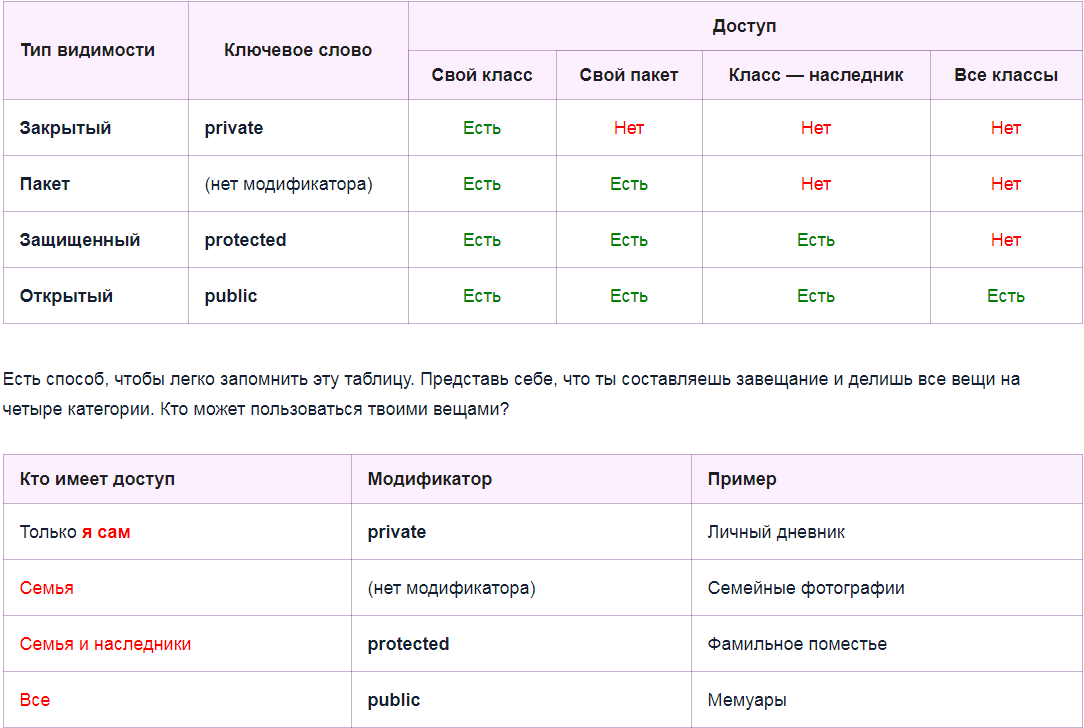 Доступ
Тип видимости Ключевое слово
Свой класс Свой пакет Класс — наследник Все классы
Закрытый private Есть Нет Нет Нет
Пакет (нет модификатора) Есть Есть Нет Нет
Защищенный protected Есть Есть Есть Нет
Открытый public Есть Есть Есть Есть
Есть способ, чтобы легко запомнить эту таблицу. Представь себе, что ты составляешь завещание и делишь все вещи на
четыре категории. Кто может пользоваться твоими вещами?
Кто имеет доступ Модификатор Пример
Только я сам private Личный дневник
Семья (нет модификатора) Семейные фотографии
Семья и наследники protected Фамильное поместье
Все public Мемуары